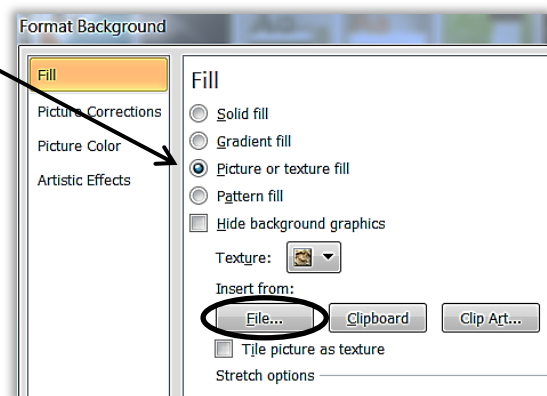 Format Background
Fill
Picture Corrections
Picture Color
Artistic Effects
Fill
Solid fill
Gradient fill
Picture or texture fill
Pattern fill
Hide background graphics
Texture:
Insert from:
File... Clipboard Clip Art...
Tile picture as texture
Stretch options